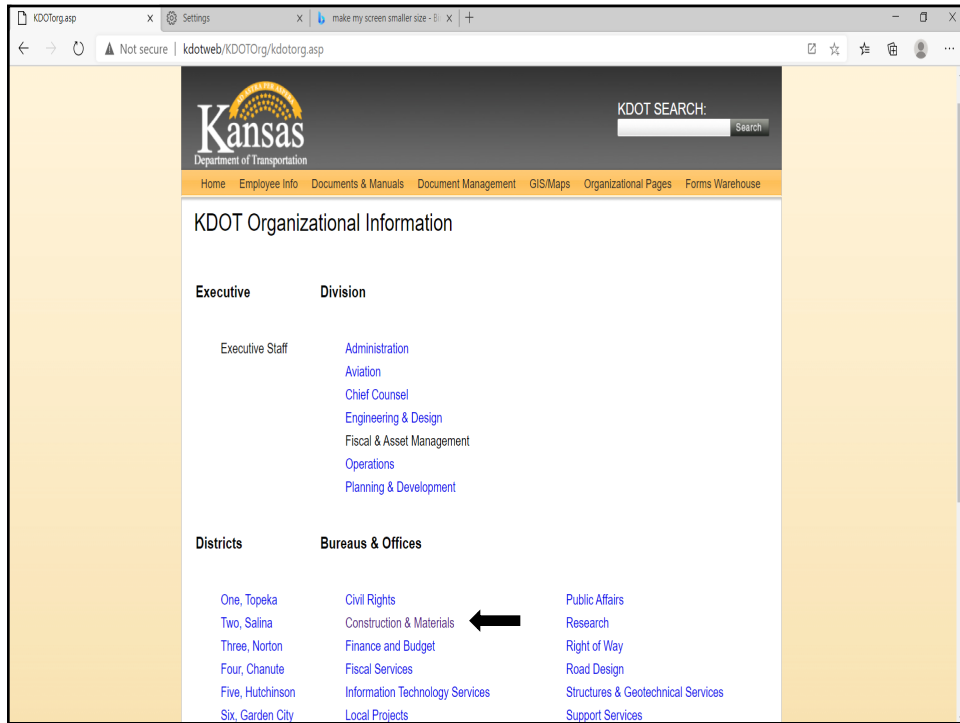 KDOTorg.asp
Settings
make my screen smaller size - Bi
Not secure | kdotweb/KDOTOrg/kdotorg.asp
AD ASTRA PER ASPERA
Kansas
Department of Transportation
KDOT SEARCH:
Search
Home Employee Info Documents & Manuals Document Management GIS/Maps Organizational Pages Forms Warehouse
KDOT Organizational Information
Executive Division
Executive Staff Administration
Aviation
Chief Counsel
Engineering & Design
Fiscal & Asset Management
Operations
Planning & Development
Districts Bureaus & Offices
One, Topeka Civil Rights Public Affairs
Two, Salina Construction & Materials Research
Three, Norton Finance and Budget Right of Way
Four, Chanute Fiscal Services Road Design
Five, Hutchinson Information Technology Services Structures & Geotechnical Services
Six, Garden City Local Projects Support Services